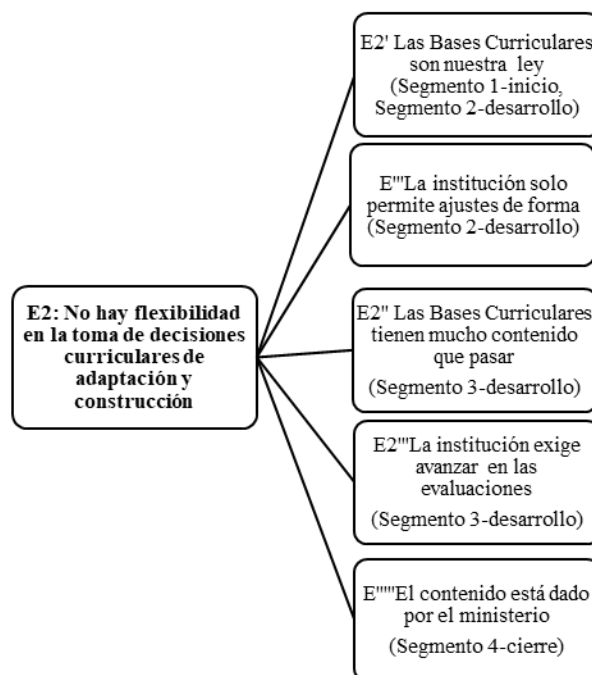 E2' Las Bases Curriculares
son nuestra ley
(Segmento 1-inicio,
Segmento 2-desarrollo)
E'''La institución solo
permite ajustes de forma
(Segmento 2-desarrollo)
E2: No hay flexibilidad
en la toma de decisiones
curriculares de
adaptación y
construcción
E2'' Las Bases Curriculares
tienen mucho contenido
que pasar
(Segmento 3-desarrollo)
E2'''La institución exige
avanzar en las
evaluaciones
(Segmento 3-desarrollo)
E'''''El contenido está dado
por el ministerio
(Segmento 4-cierre)